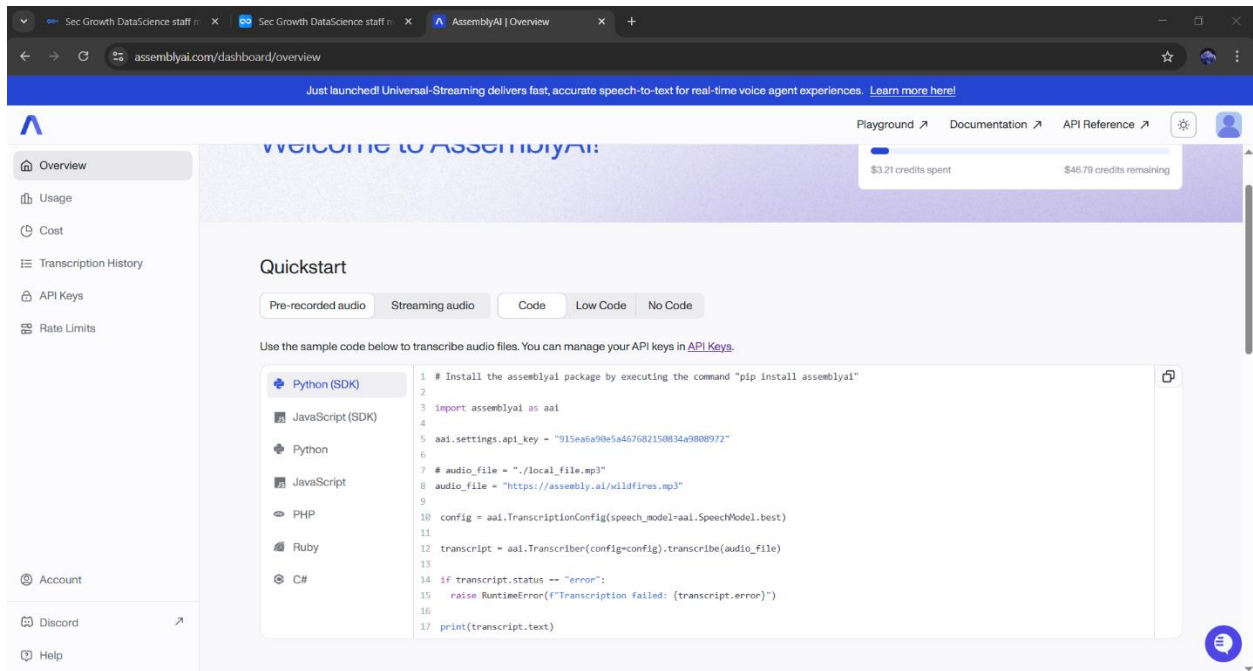 Sec Growth DataScience staff m
Sec Growth DataScience staff m
AssemblyAI | Overview
assemblyai.com/dashboard/overview
Just launched! Universal-Streaming delivers fast, accurate speech-to-text for real-time voice agent experiences. Learn more here!
Playground ↗ Documentation ↗ API Reference ↗
Overview
Usage
Cost
Transcription History
API Keys
Rate Limits
Account
Discord ↗
Help
Welcome to AssemblyAI!
$3.21 credits spent
$46.79 credits remaining
Quickstart
Pre-recorded audio Streaming audio Code Low Code No Code
Use the sample code below to transcribe audio files. You can manage your API keys in API Keys.
Python (SDK)
JavaScript (SDK)
Python
JavaScript
PHP
Ruby
C#
1 # Install the assemblyai package by executing the command "pip install assemblyai"
2
3 import assemblyai as aai
4
5 aai.settings.api_key = "915ea6a90e5a467682150834a9808972"
6
7 # audio_file = "./local_file.mp3"
8 audio_file = "https://assembly.ai/wildfires.mp3"
9
10 config = aai.TranscriptionConfig(speech_model=aai.SpeechModel.best)
11
12 transcript = aai.Transcriber(config=config).transcribe(audio_file)
13
14 if transcript.status == "error":
15 raise RuntimeError(f"Transcription failed: {transcript.error}")
16
17 print(transcript.text)